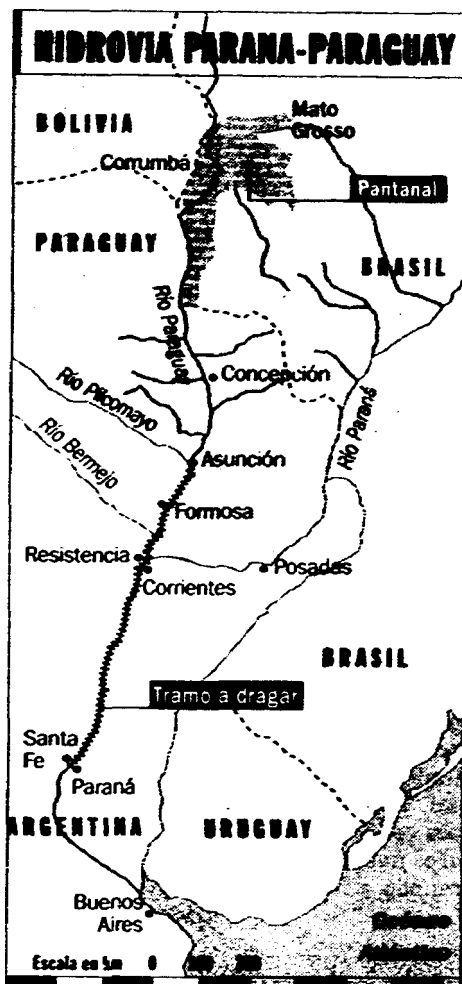 HIDROVIA PARANA-PARAGUAY
BOLIVIA
Mato
Grosso
Corrumbá
Pantanal
PARAGUAY
BRASIL
Río Paraguay
Concepción
Río Pilcomayo
Río Paraná
Río Bermejo
Asunción
Formosa
Resistencia
Corrientes
Posadas
BRASIL
Tramo a dragar
Santa
Fe
Paraná
ARGENTINA
URUGUAY
Buenos
Aires
Escala en km 0